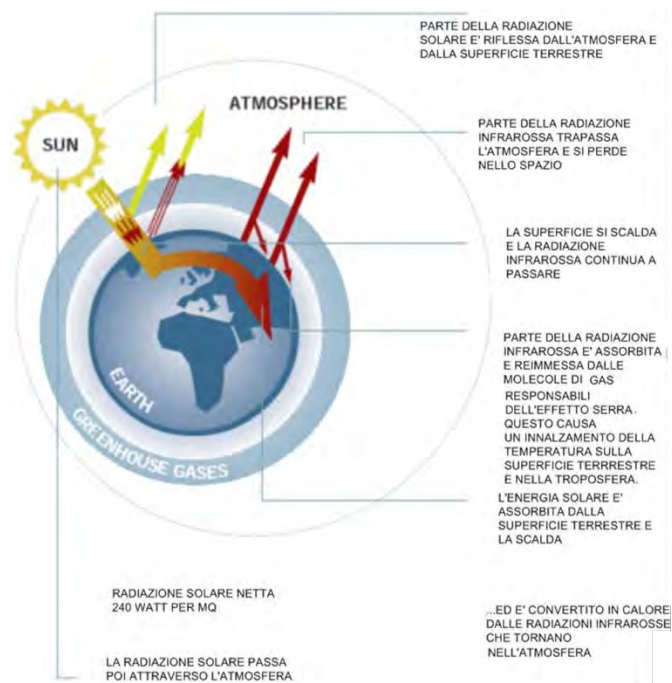 PARTE DELLA RADIAZIONE
SOLARE E' RIFLESSA DALL'ATMOSFERA E
DALLA SUPERFICIE TERRESTRE
ATMOSPHERE
SUN
PARTE DELLA RADIAZIONE
INFRAROSSA TRAPASSA
L'ATMOSFERA E SI PERDE
NELLO SPAZIO
LA SUPERFICIE SI SCALDA
E LA RADIAZIONE
INFRAROSSA CONTINUA A
PASSARE
PARTE DELLA RADIAZIONE
INFRAROSSA E' ASSORBITA
E REIMMESSA DALLE
MOLECOLE DI GAS
RESPONSABILI
DELL'EFFETTO SERRA.
QUESTO CAUSA
UN INNALZAMENTO DELLA
TEMPERATURA SULLA
SUPERFICIE TERRRESTRE
E NELLA TROPOSFERA.
EARTH
GREENHOUSE GASES
L'ENERGIA SOLARE E'
ASSORBITA DALLA
SUPERFICIE TERRESTRE E
LA SCALDA
RADIAZIONE SOLARE NETTA
240 WATT PER MQ
...ED E' CONVERTITO IN CALORE
DALLE RADIAZIONI INFRAROSSE
CHE TORNANO
NELL'ATMOSFERA
LA RADIAZIONE SOLARE PASSA
POI ATTRAVERSO L'ATMOSFERA